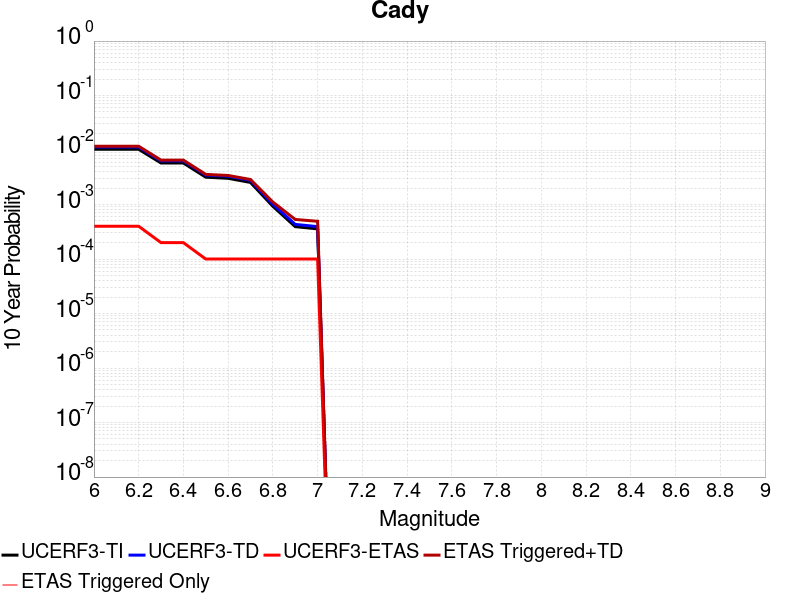 Cady
10 Year Probability
10^0
10^-1
10^-2
10^-3
10^-4
10^-5
10^-6
10^-7
10^-8
6 6.2 6.4 6.6 6.8 7 7.2 7.4 7.6 7.8 8 8.2 8.4 8.6 8.8 9
Magnitude
UCERF3-TI UCERF3-TD UCERF3-ETAS ETAS Triggered+TD
ETAS Triggered Only